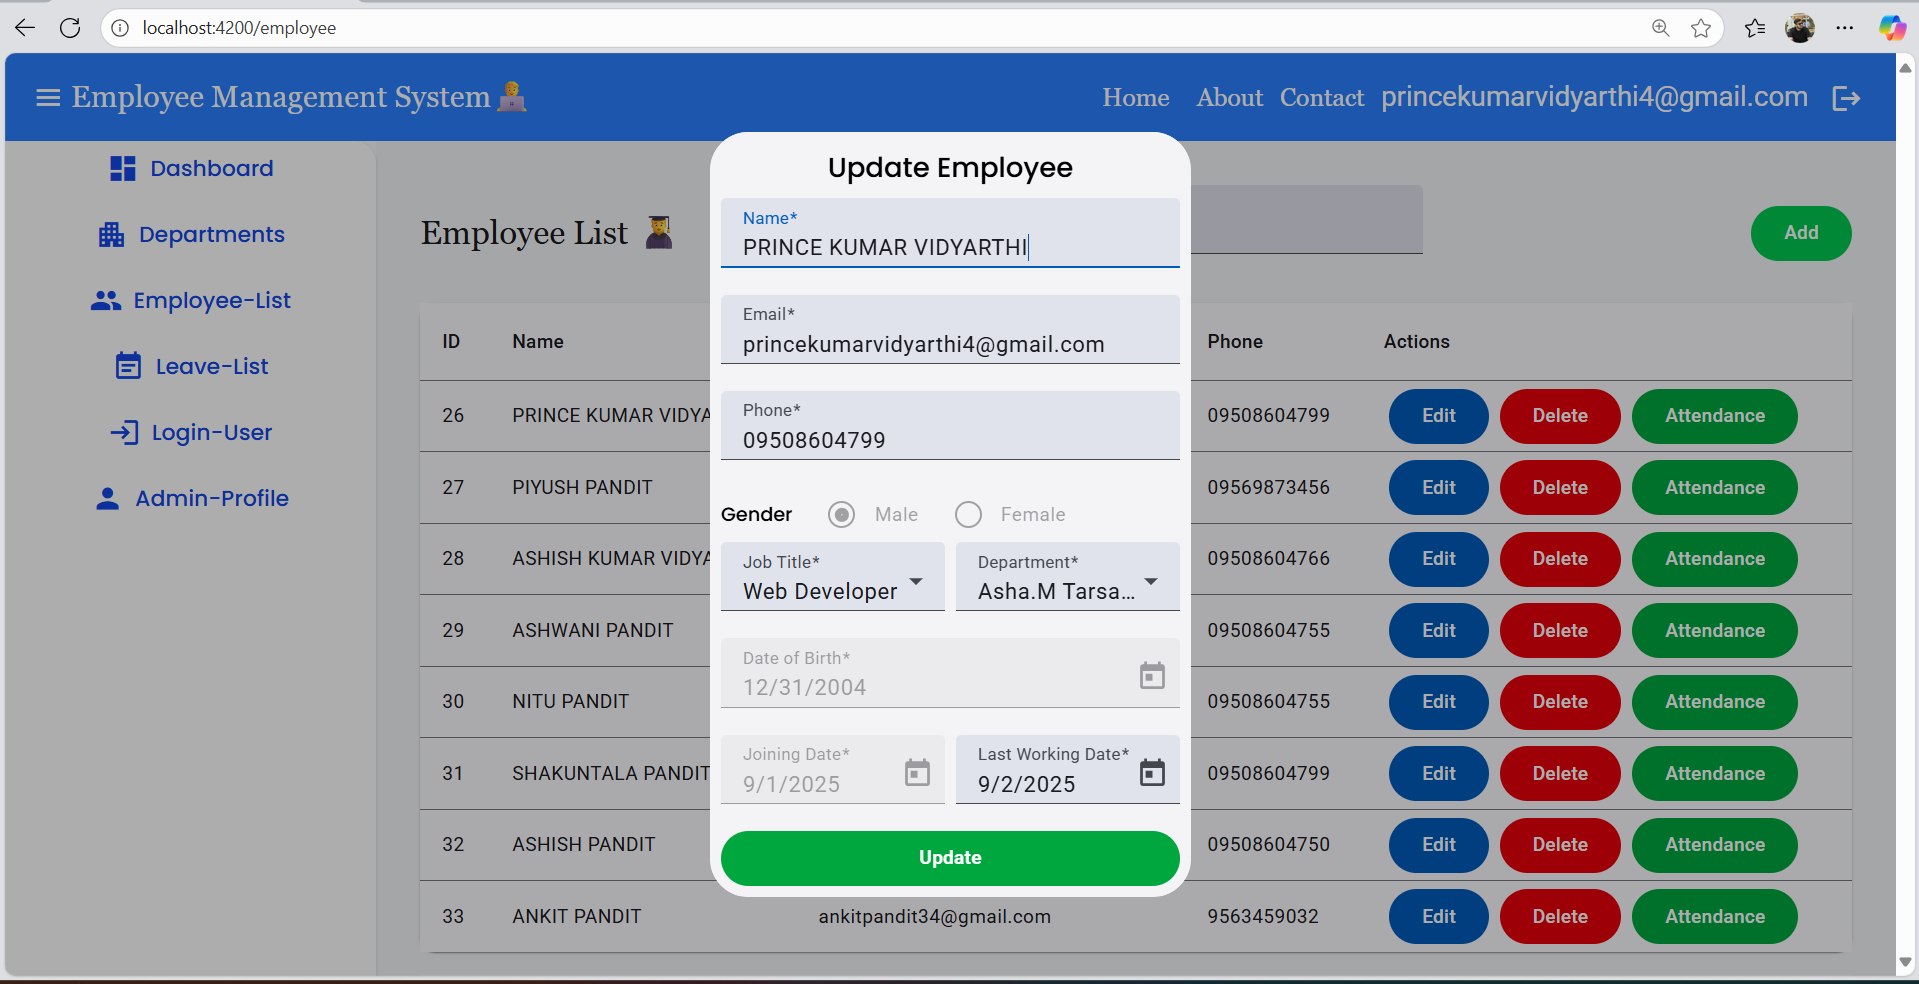 localhost:4200/employee
Employee Management System
Home About Contact princekumarvidyarthi4@gmail.com
Dashboard
Departments
Employee-List
Leave-List
Login-User
Admin-Profile
Employee List
Add
ID Name Phone Actions
26 PRINCE KUMAR VIDYA 09508604799 Edit Delete Attendance
27 PIYUSH PANDIT 09569873456 Edit Delete Attendance
28 ASHISH KUMAR VIDYA 09508604766 Edit Delete Attendance
29 ASHWANI PANDIT 09508604755 Edit Delete Attendance
30 NITU PANDIT 09508604755 Edit Delete Attendance
31 SHAKUNTALA PANDIT 09508604799 Edit Delete Attendance
32 ASHISH PANDIT 09508604750 Edit Delete Attendance
33 ANKIT PANDIT ankitpandit34@gmail.com 9563459032 Edit Delete Attendance
Update Employee
Name*
PRINCE KUMAR VIDYARTHI
Email*
princekumarvidyarthi4@gmail.com
Phone*
09508604799
Gender Male Female
Job Title* Department*
Web Developer Asha.M Tarsa...
Date of Birth*
12/31/2004
Joining Date* Last Working Date*
9/1/2025 9/2/2025
Update